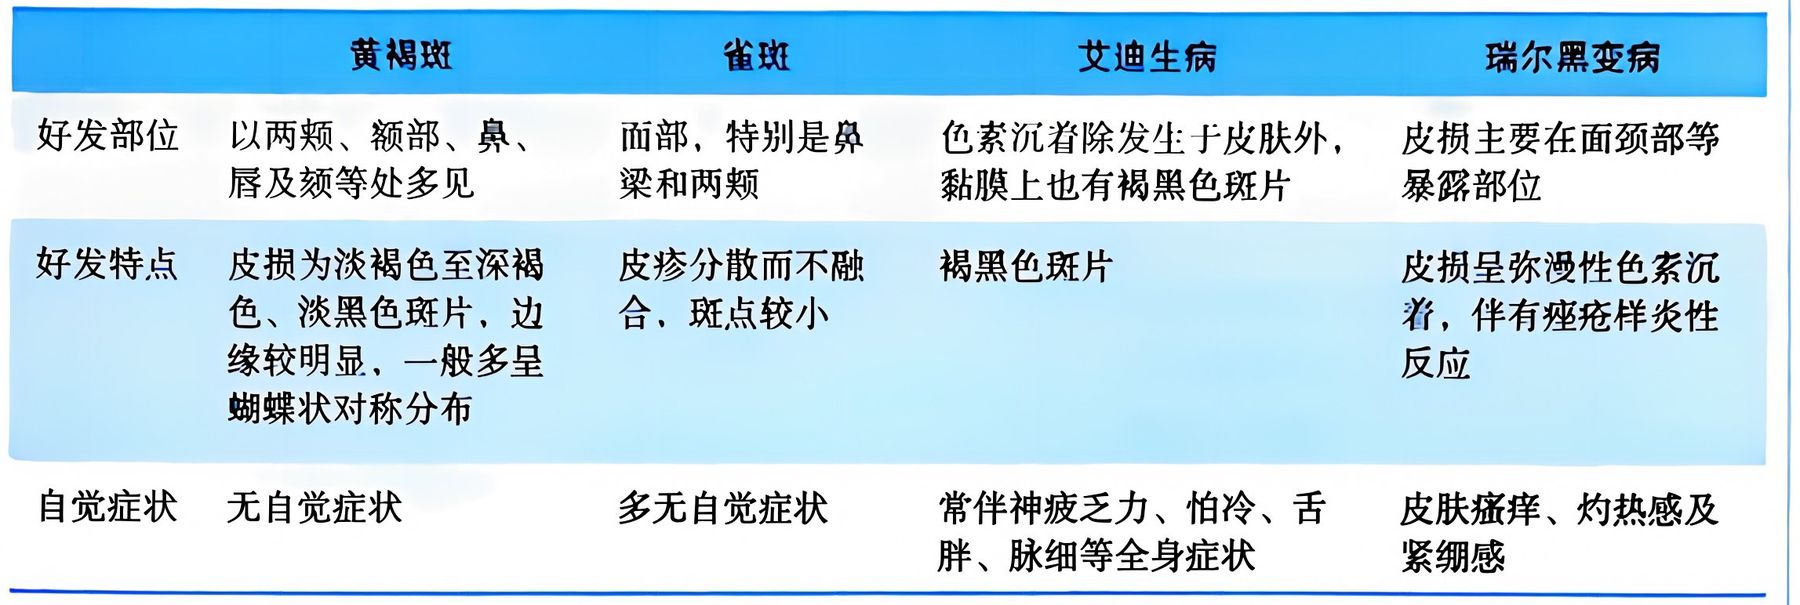 黄褐斑 雀斑 艾迪生病 瑞尔黑变病
好发部位 以两颊、额部、鼻、 面部，特别是鼻 色素沉着除发生于皮肤外， 皮损主要在面颈部等
唇及颏等处多见 梁和两颊 黏膜上也有褐黑色斑片 暴露部位
好发特点 皮损为淡褐色至深褐 皮疹分散而不融 褐黑色斑片 皮损呈弥漫性色素沉
色、淡黑色斑片，边 合，斑点较小 着，伴有痤疮样炎性
缘较明显，一般多呈 反应
蝴蝶状对称分布
自觉症状 无自觉症状 多无自觉症状 常伴神疲乏力、怕冷、舌 皮肤瘙痒、灼热感及
胖、脉细等全身症状 紧绷感